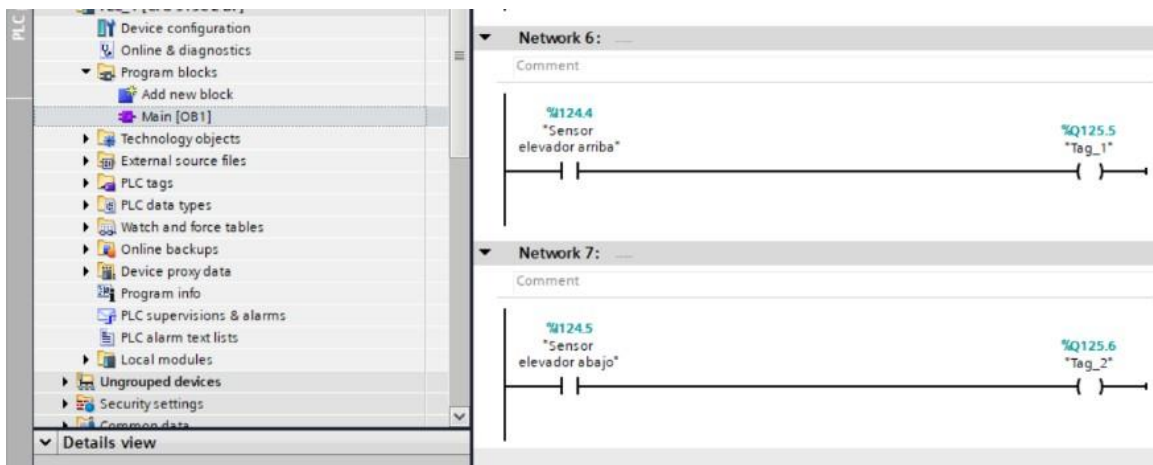 PLC
Device configuration
Online & diagnostics
Program blocks
Add new block
Main [OB1]
Technology objects
External source files
PLC tags
PLC data types
Watch and force tables
Online backups
Device proxy data
Program info
PLC supervisions & alarms
PLC alarm text lists
Local modules
Ungrouped devices
Security settings
Common data
Details view
Network 6:
Comment
%I124.4
"Sensor
elevador arriba"
%Q125.5
"Tag_1"
Network 7:
Comment
%I124.5
"Sensor
elevador abajo"
%Q125.6
"Tag_2"